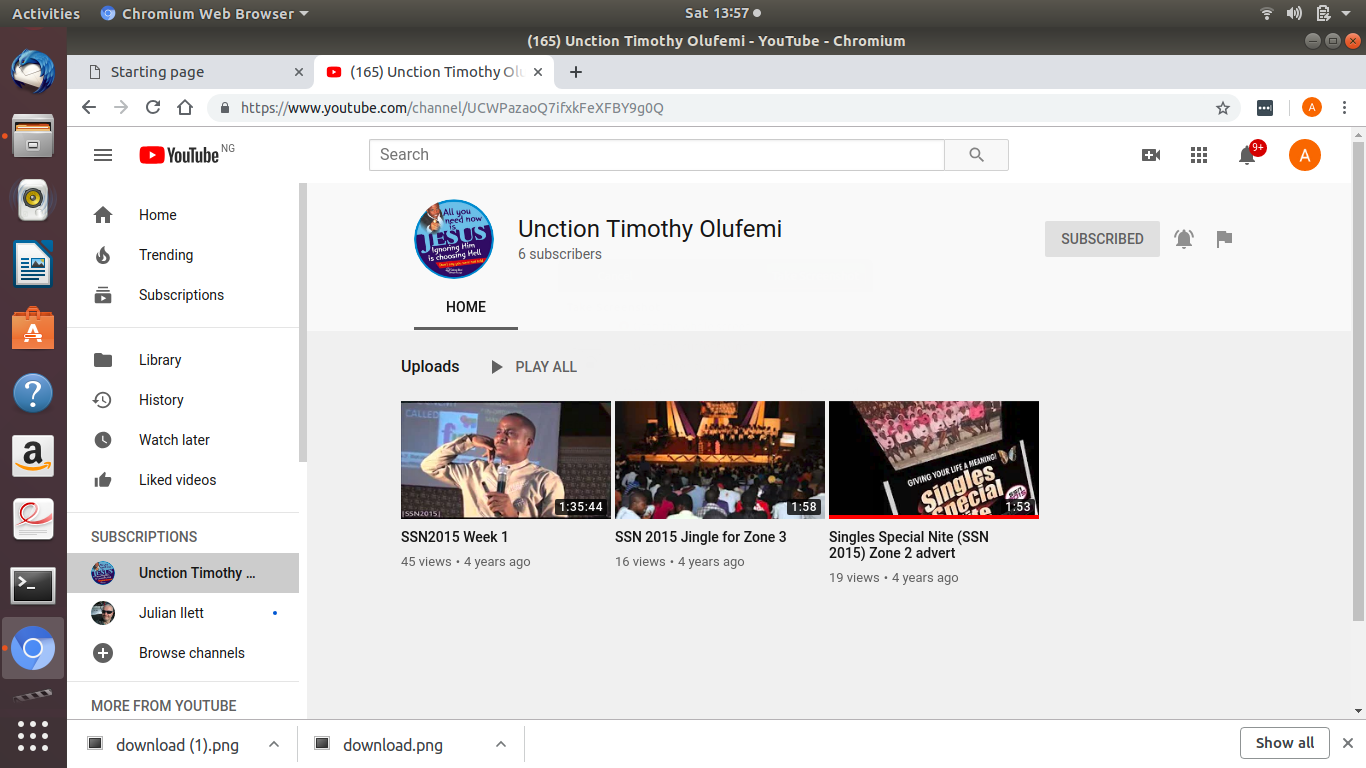 Activities
Chromium Web Browser
Sat 13:57
(165) Unction Timothy Olufemi - YouTube - Chromium
Starting page
(165) Unction Timothy Olu
https://www.youtube.com/channel/UCWPazaoQ7ifxkFeXFBY9g0Q
A
YouTube NG
Search
9+
A
Home
Trending
Subscriptions
Library
History
Watch later
Liked videos
SUBSCRIPTIONS
Unction Timothy ...
Julian Ilett
Browse channels
MORE FROM YOUTUBE
All you
need now
is
JESUS
Ignoring Him
is choosing Hell
Unction Timothy Olufemi
6 subscribers
SUBSCRIBED
HOME
Uploads
PLAY ALL
CALLED
[SSN2015]
1:35:44
SSN2015 Week 1
45 views • 4 years ago
1:58
SSN 2015 Jingle for Zone 3
16 views • 4 years ago
GIVING YOUR LIFE A MEANING!
Singles
Special
Nite
1:53
Singles Special Nite (SSN
2015) Zone 2 advert
19 views • 4 years ago
download (1).png
download.png
Show all